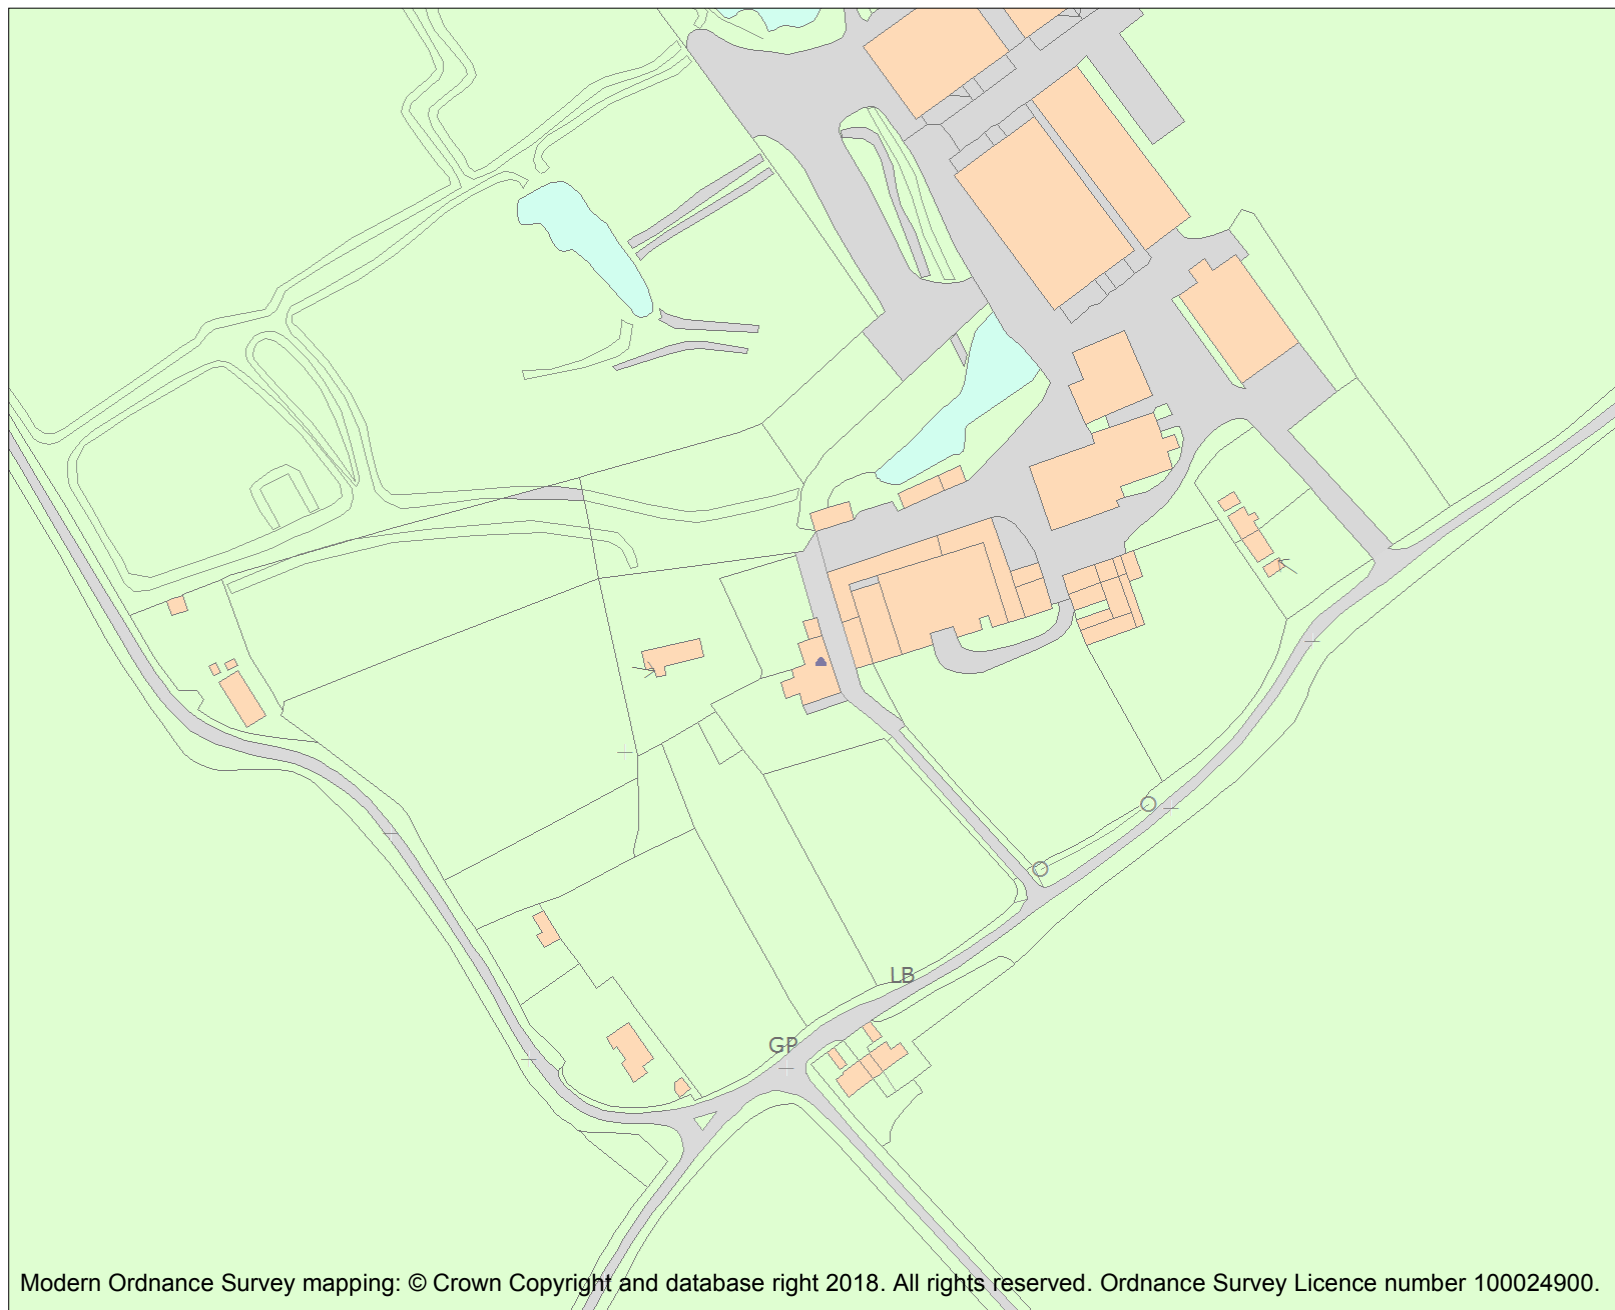 LB
GP
Modern Ordnance Survey mapping: © Crown Copyright and database right 2018. All rights reserved. Ordnance Survey Licence number 100024900.